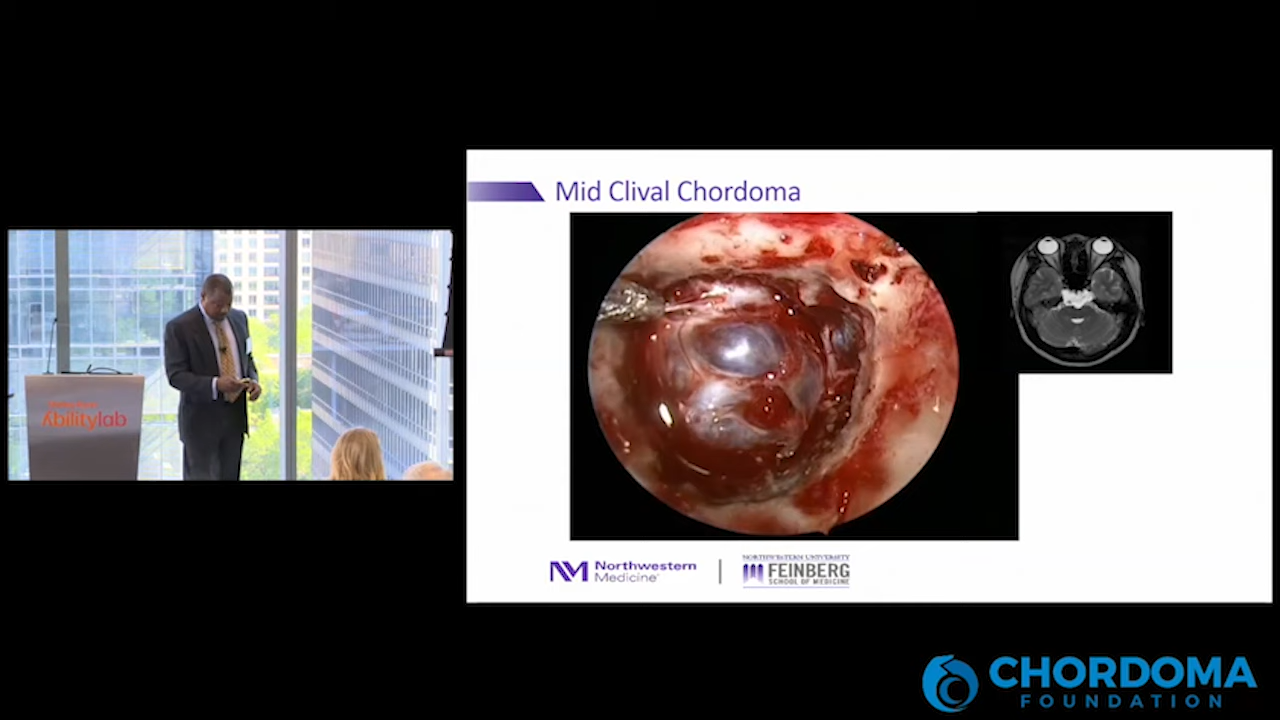 Mid Clival Chordoma
Abilitylab
Northwestern
Medicine
NORTHWESTERN UNIVERSITY
FEINBERG
SCHOOL OF MEDICINE
CHORDOMA
FOUNDATION